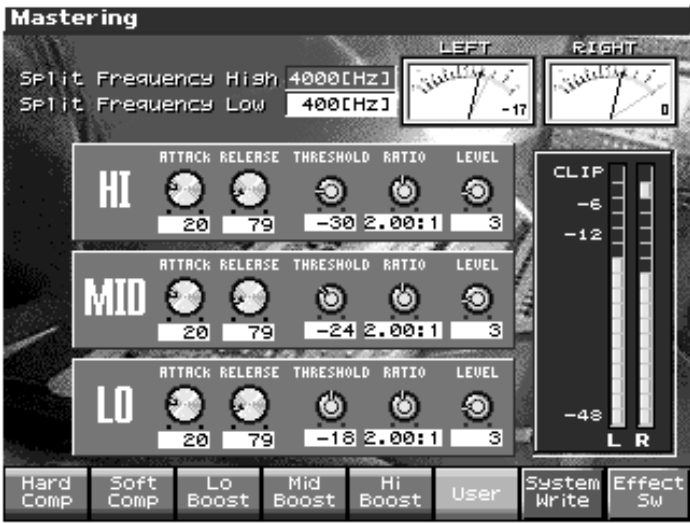 Mastering
LEFT RIGHT
Split Frequency High 4000[Hz]
Split Frequency Low 400[Hz]
-17 0
HI
ATTACK RELEASE THRESHOLD RATIO LEVEL
20 79 -30 2.00:1 3
MID
ATTACK RELEASE THRESHOLD RATIO LEVEL
20 79 -24 2.00:1 3
LO
ATTACK RELEASE THRESHOLD RATIO LEVEL
20 79 -18 2.00:1 3
CLIP
-6
-12
-48
L R
Hard Comp
Soft Comp
Lo Boost
Mid Boost
Hi Boost
User
System Write
Effect Sw